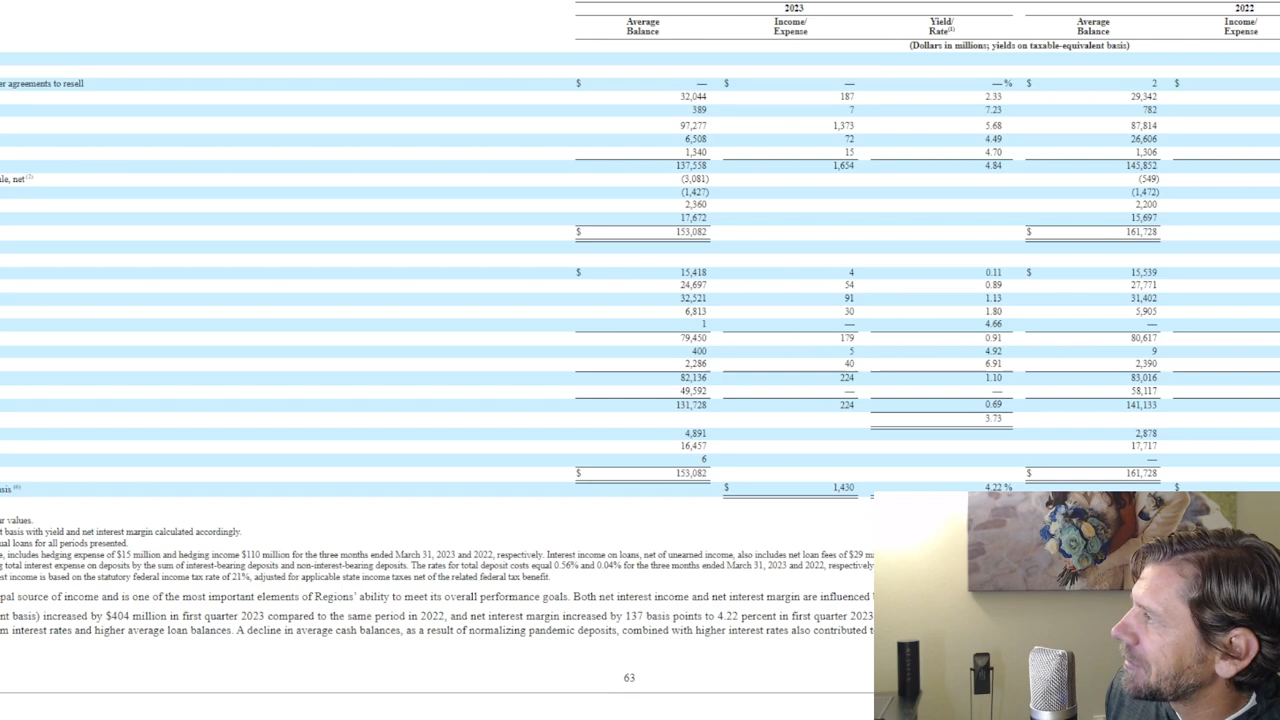 2023 2022
Average Income/ Yield/ Average Income/
Balance Expense Rate(1) Balance Expense
(Dollars in millions; yields on taxable-equivalent basis)
er agreements to resell $ — $ — — % $ 2 $
32,044 187 2.33 29,342
389 7 7.23 782
97,277 1,373 5.68 87,814
6,508 72 4.49 26,606
1,340 15 4.70 1,306
137,558 1,654 4.84 145,852
le, net (2) (3,081) (549)
(1,427) (1,472)
2,360 2,200
17,672 15,697
$ 153,082 $ 161,728
$ 15,418 4 0.11 $ 15,539
24,697 54 0.89 27,771
32,521 91 1.13 31,402
6,813 30 1.80 5,905
1 — 4.66 —
79,450 179 0.91 80,617
400 5 4.92 9
2,286 40 6.91 2,390
82,136 224 1.10 83,016
49,592 — — 58,117
131,728 224 0.69 141,133
3.73
4,891 2,878
16,457 17,717
6 —
$ 153,082 $ 161,728
asis (6) $ 1,430 4.22 % $
ur values.
t basis with yield and net interest margin calculated accordingly.
ual loans for all periods presented.
e, includes hedging expense of $15 million and hedging income $110 million for the three months ended March 31, 2023 and 2022, respectively. Interest income on loans, net of unearned income, also includes net loan fees of $29 m
ng total interest expense on deposits by the sum of interest-bearing deposits and non-interest-bearing deposits. The rates for total deposit costs equal 0.56% and 0.04% for the three months ended March 31, 2023 and 2022, respectively
est income is based on the statutory federal income tax rate of 21%, adjusted for applicable state income taxes net of the related federal tax benefit.
pal source of income and is one of the most important elements of Regions' ability to meet its overall performance goals. Both net interest income and net interest margin are influenced
nt basis) increased by $404 million in first quarter 2023 compared to the same period in 2022, and net interest margin increased by 137 basis points to 4.22 percent in first quarter 2023
m interest rates and higher average loan balances. A decline in average cash balances, as a result of normalizing pandemic deposits, combined with higher interest rates also contributed t
63